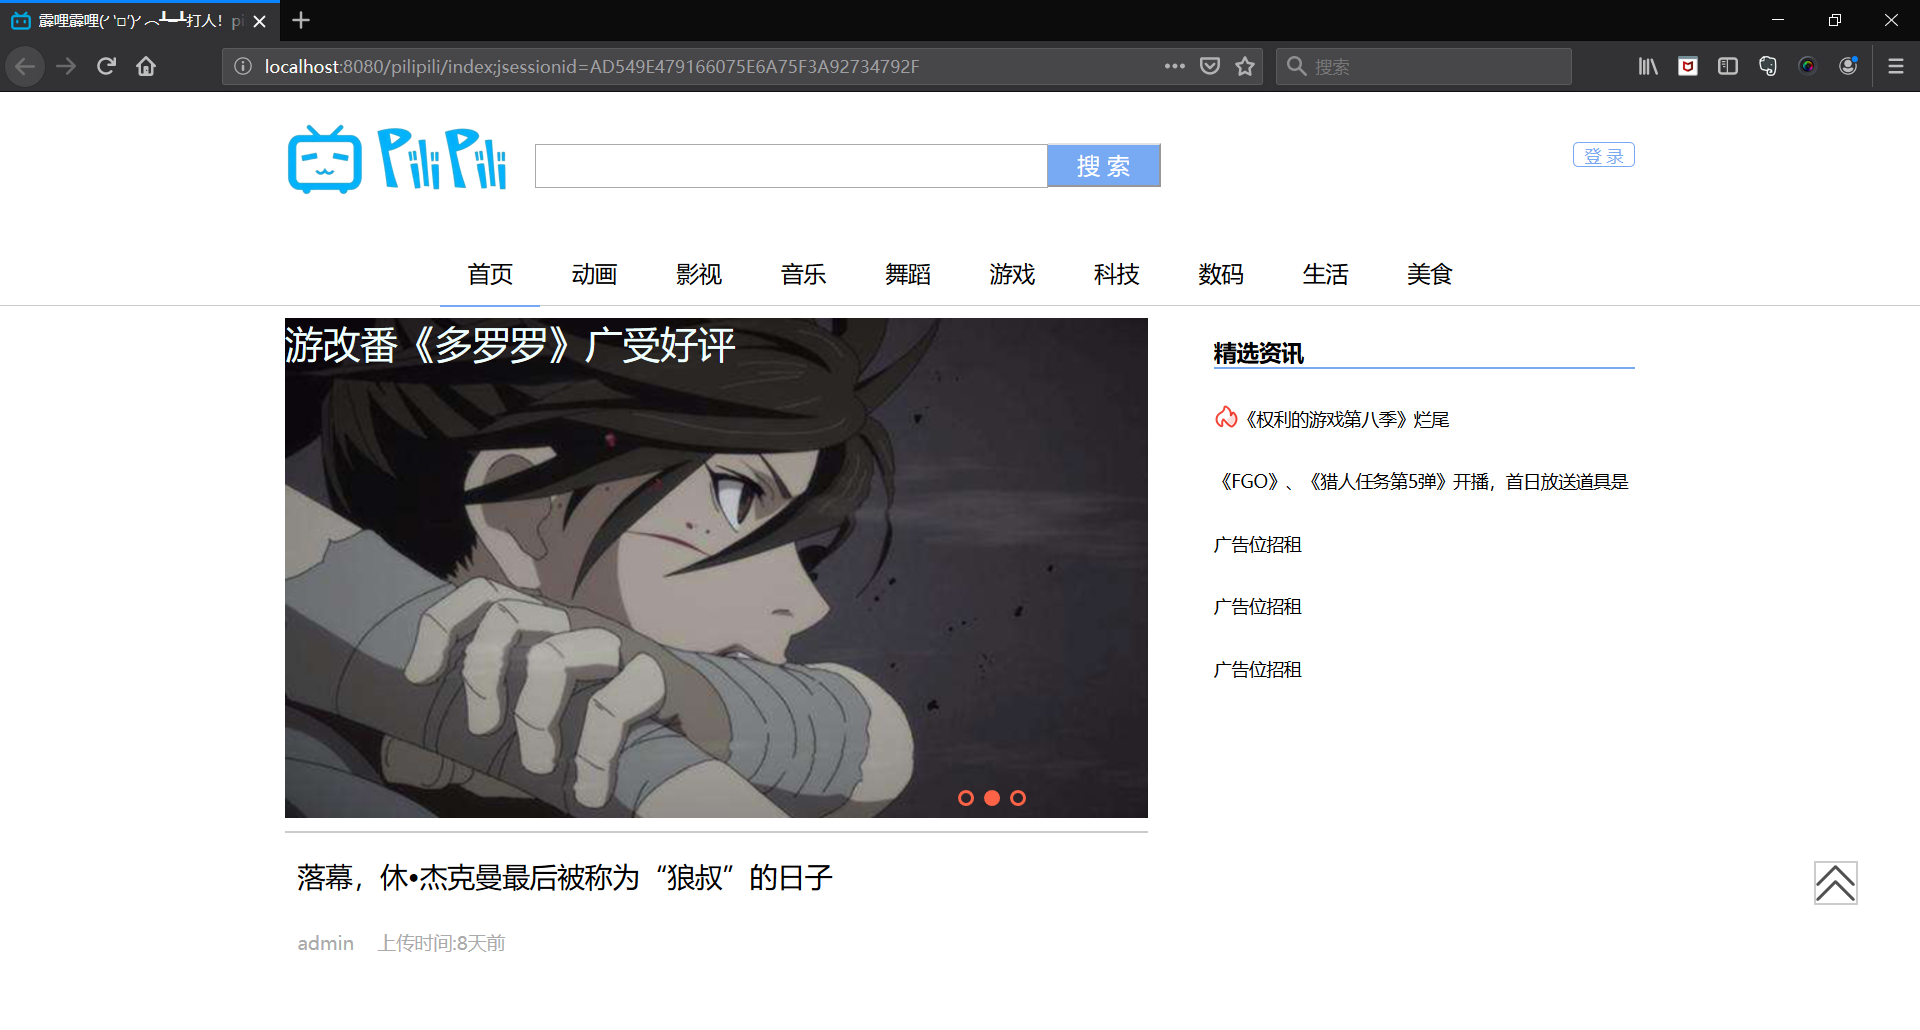 霹哩霹哩(╯'□')╯︵┻━┻打人！pi
localhost:8080/pilipili/index;jsessionid=AD549E479166075E6A75F3A92734792F
搜索
PiliPili
搜 索
登 录
首页 动画 影视 音乐 舞蹈 游戏 科技 数码 生活 美食
游改番《多罗罗》广受好评
精选资讯
《权利的游戏第八季》烂尾
《FGO》、《猎人任务第5弹》开播，首日放送道具是
广告位招租
广告位招租
广告位招租
落幕，休•杰克曼最后被称为“狼叔”的日子
admin 上传时间:8天前